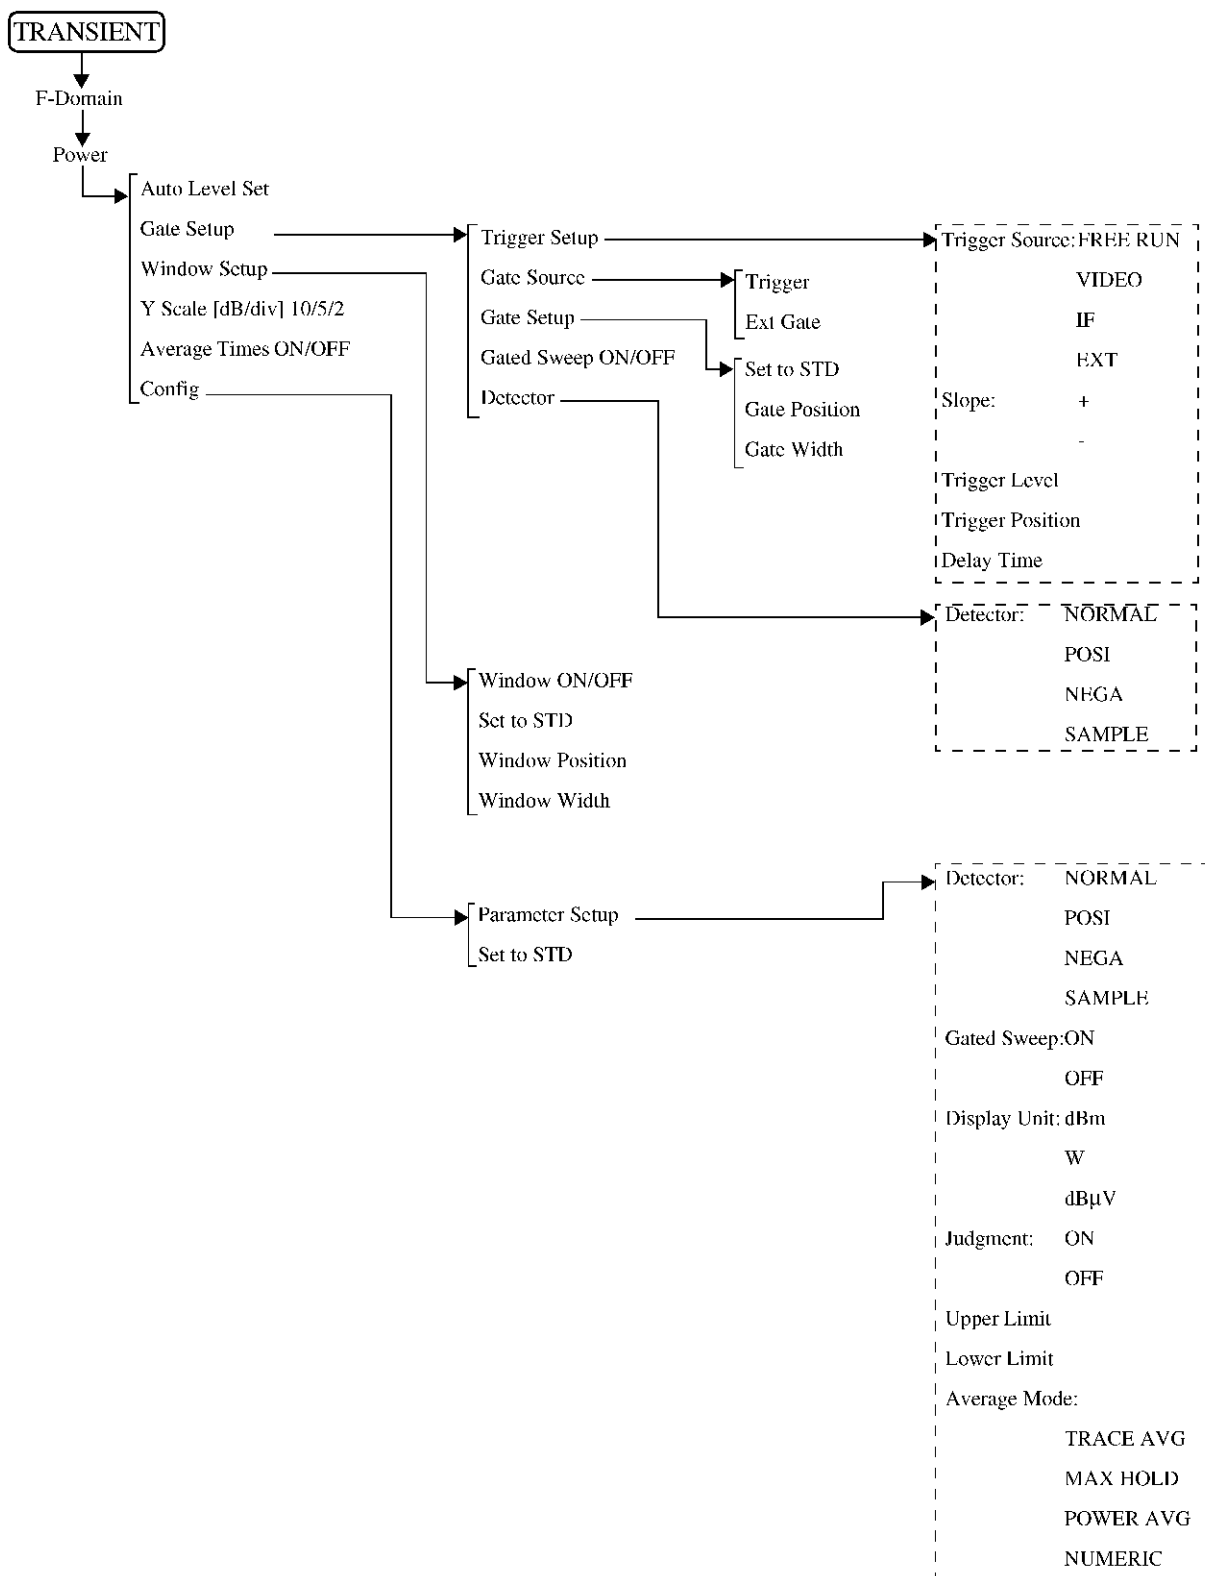 TRANSIENT
F-Domain
Power
Auto Level Set
Gate Setup
Window Setup
Y Scale [dB/div] 10/5/2
Average Times ON/OFF
Config
Trigger Setup
Gate Source
Gate Setup
Gated Sweep ON/OFF
Detector
Trigger
Ext Gate
Set to STD
Gate Position
Gate Width
Trigger Source: FREE RUN
VIDEO
IF
EXT
Slope: +
-
Trigger Level
Trigger Position
Delay Time
Detector: NORMAL
POSI
NEGA
SAMPLE
Window ON/OFF
Set to STD
Window Position
Window Width
Parameter Setup
Set to STD
Detector: NORMAL
POSI
NEGA
SAMPLE
Gated Sweep: ON
OFF
Display Unit: dBm
W
dBµV
Judgment: ON
OFF
Upper Limit
Lower Limit
Average Mode:
TRACE AVG
MAX HOLD
POWER AVG
NUMERIC